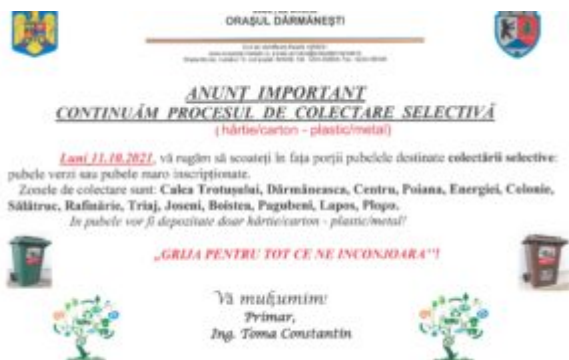 ORAȘUL DĂRMĂNEȘTI
ANUNȚ IMPORTANT
CONTINUĂM PROCESUL DE COLECTARE SELECTIVĂ
(hârtie/carton - plastic/metal)
Luni 11.10.2021, vă rugăm să scoateți în fața porții pubelele destinate colectării selective:
pubele verzi sau pubele maro inscripționate.
Zonele de colectare sunt: Calea Trotușului, Dărmăneasca, Centru, Poiana, Energiei, Colonie,
Sălătruc, Rafinărie, Triaj, Joseni, Boiștea, Pagubeni, Lapos, Plopu.
In pubele vor fi depozitate doar hârtie/carton - plastic/metal!
„GRIJA PENTRU TOT CE NE INCONJOARA"!
Vă mulțumim!
Primar,
Ing. Toma Constantin